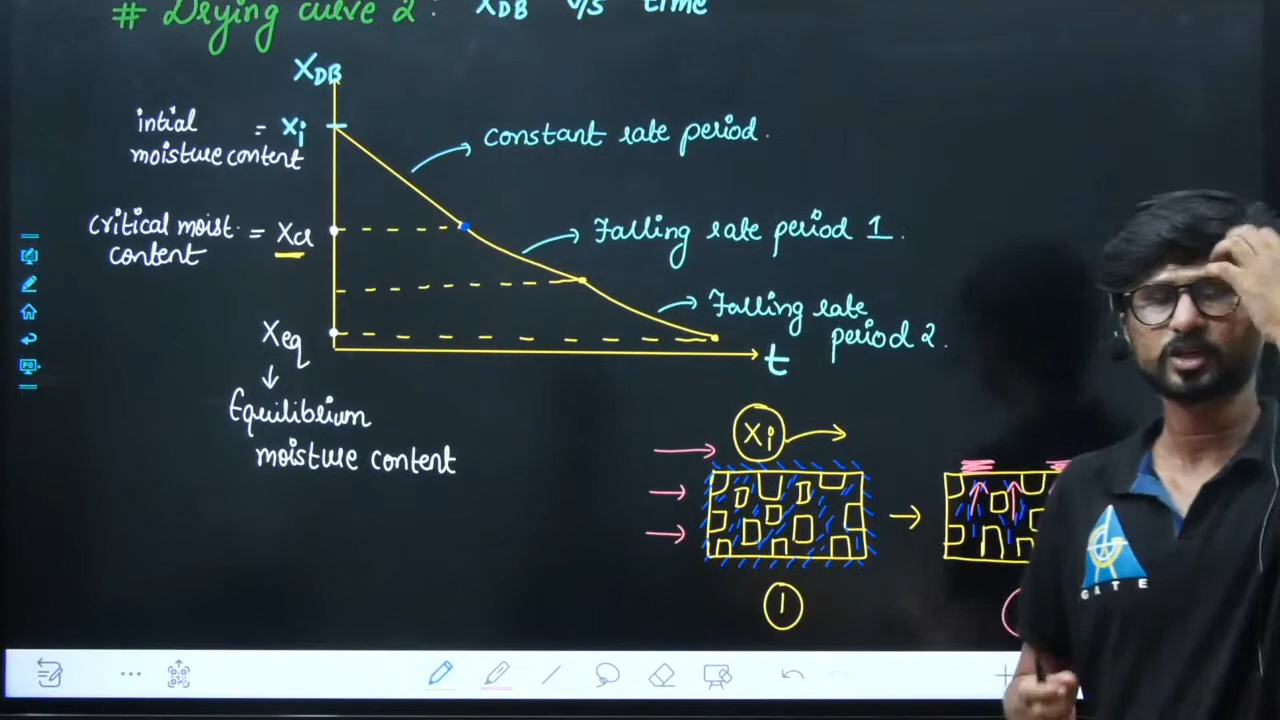 # Drying curve 2 : XDB v/s time
XDB
intial = Xi
moisture content
constant rate period.
critical moist. = Xcr
content
Falling rate period 1.
Falling rate
period 2.
Xeq
t
Equilibrium
moisture content
Xi
1
GATE